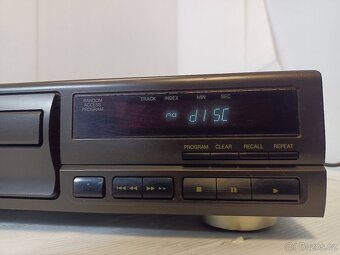 RANDOM
ACCESS
PROGRAM
TRACK INDEX MIN SEC
no dISC
PROGRAM CLEAR RECALL REPEAT